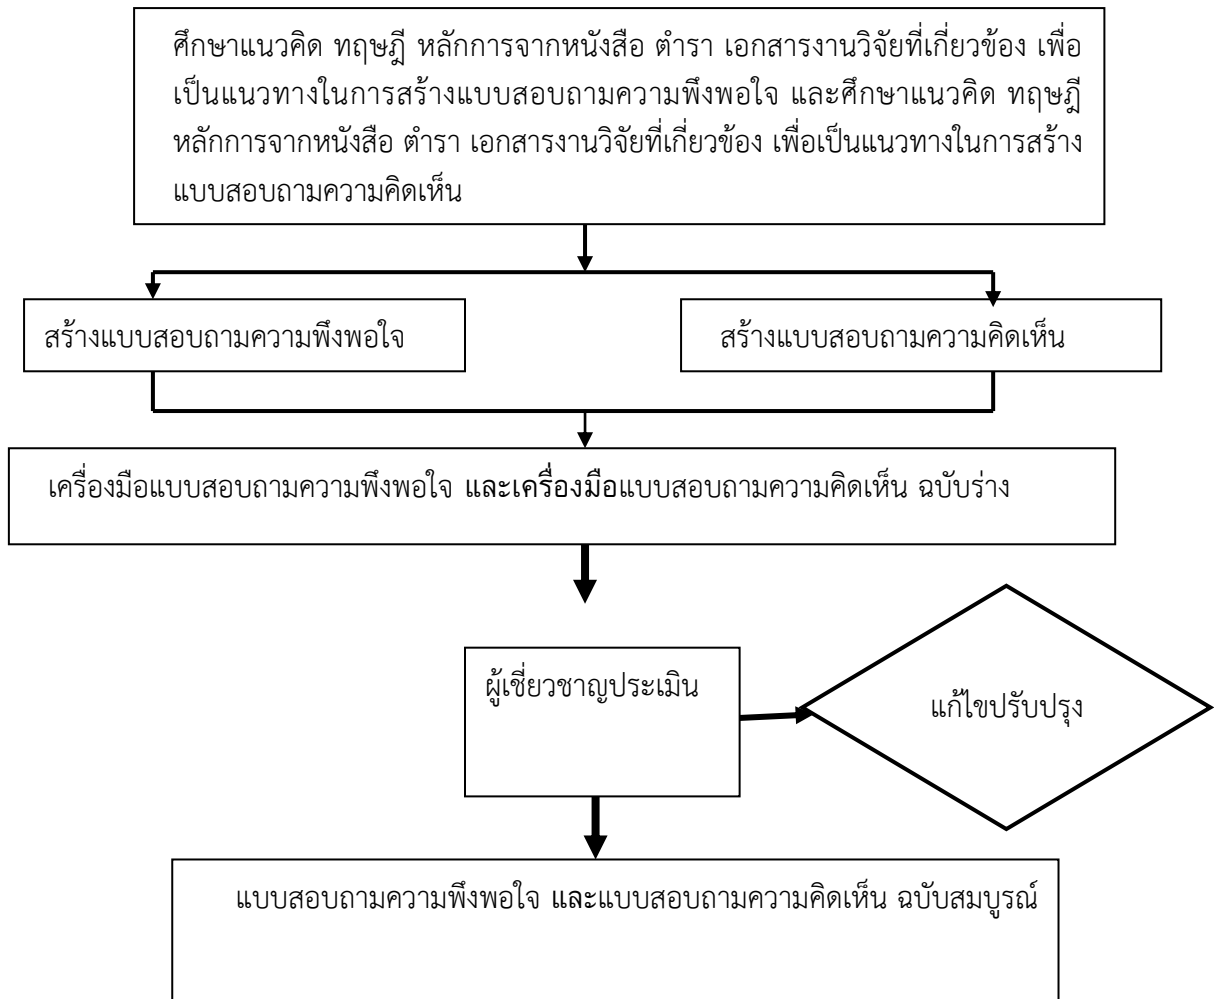 ศึกษาแนวคิด ทฤษฎี หลักการจากหนังสือ ตำรา เอกสารงานวิจัยที่เกี่ยวข้อง เพื่อ
เป็นแนวทางในการสร้างแบบสอบถามความพึงพอใจ และศึกษาแนวคิด ทฤษฎี
หลักการจากหนังสือ ตำรา เอกสารงานวิจัยที่เกี่ยวข้อง เพื่อเป็นแนวทางในการสร้าง
แบบสอบถามความคิดเห็น
สร้างแบบสอบถามความพึงพอใจ
สร้างแบบสอบถามความคิดเห็น
เครื่องมือแบบสอบถามความพึงพอใจ และเครื่องมือแบบสอบถามความคิดเห็น ฉบับร่าง
ผู้เชี่ยวชาญประเมิน
แก้ไขปรับปรุง
แบบสอบถามความพึงพอใจ และแบบสอบถามความคิดเห็น ฉบับสมบูรณ์